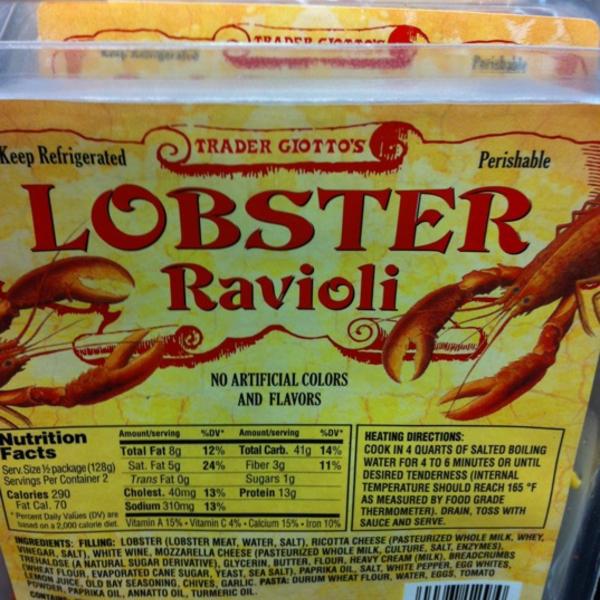 TRADER GIOTTO'S
Keep Refrigerated
Perishable
TRADER GIOTTO'S
Keep Refrigerated
Perishable
LOBSTER
Ravioli
NO ARTIFICIAL COLORS
AND FLAVORS
Nutrition
Facts
Serv. Size ½ package (128g)
Servings Per Container 2
Calories 290
Fat Cal. 70
* Percent Daily Values (DV) are
based on a 2,000 calorie diet.
Amount/serving %DV* Amount/serving %DV*
Total Fat 8g 12% Total Carb. 41g 14%
Sat. Fat 5g 24% Fiber 3g 11%
Trans Fat 0g Sugars 1g
Cholest. 40mg 13% Protein 13g
Sodium 310mg 13%
Vitamin A 15% • Vitamin C 4% • Calcium 15% • Iron 10%
HEATING DIRECTIONS:
COOK IN 4 QUARTS OF SALTED BOILING
WATER FOR 4 TO 6 MINUTES OR UNTIL
DESIRED TENDERNESS (INTERNAL
TEMPERATURE SHOULD REACH 165 °F
AS MEASURED BY FOOD GRADE
THERMOMETER). DRAIN, TOSS WITH
SAUCE AND SERVE.
INGREDIENTS: FILLING: LOBSTER (LOBSTER MEAT, WATER, SALT), RICOTTA CHEESE (PASTEURIZED WHOLE MILK, WHEY,
VINEGAR, SALT), WHITE WINE, MOZZARELLA CHEESE (PASTEURIZED WHOLE MILK, CULTURE, SALT, ENZYMES),
TREHALOSE (A NATURAL SUGAR DERIVATIVE), GLYCERIN, BUTTER, FLOUR, HEAVY CREAM (MILK), BREADCRUMBS
(WHEAT FLOUR, EVAPORATED CANE SUGAR, YEAST, SEA SALT), PAPRIKA OIL, SALT, WHITE PEPPER, EGG WHITES,
LEMON JUICE, OLD BAY SEASONING, CHIVES, GARLIC. PASTA: DURUM WHEAT FLOUR, WATER, EGGS, TOMATO
POWDER, PAPRIKA OIL, ANNATTO OIL, TURMERIC OIL.